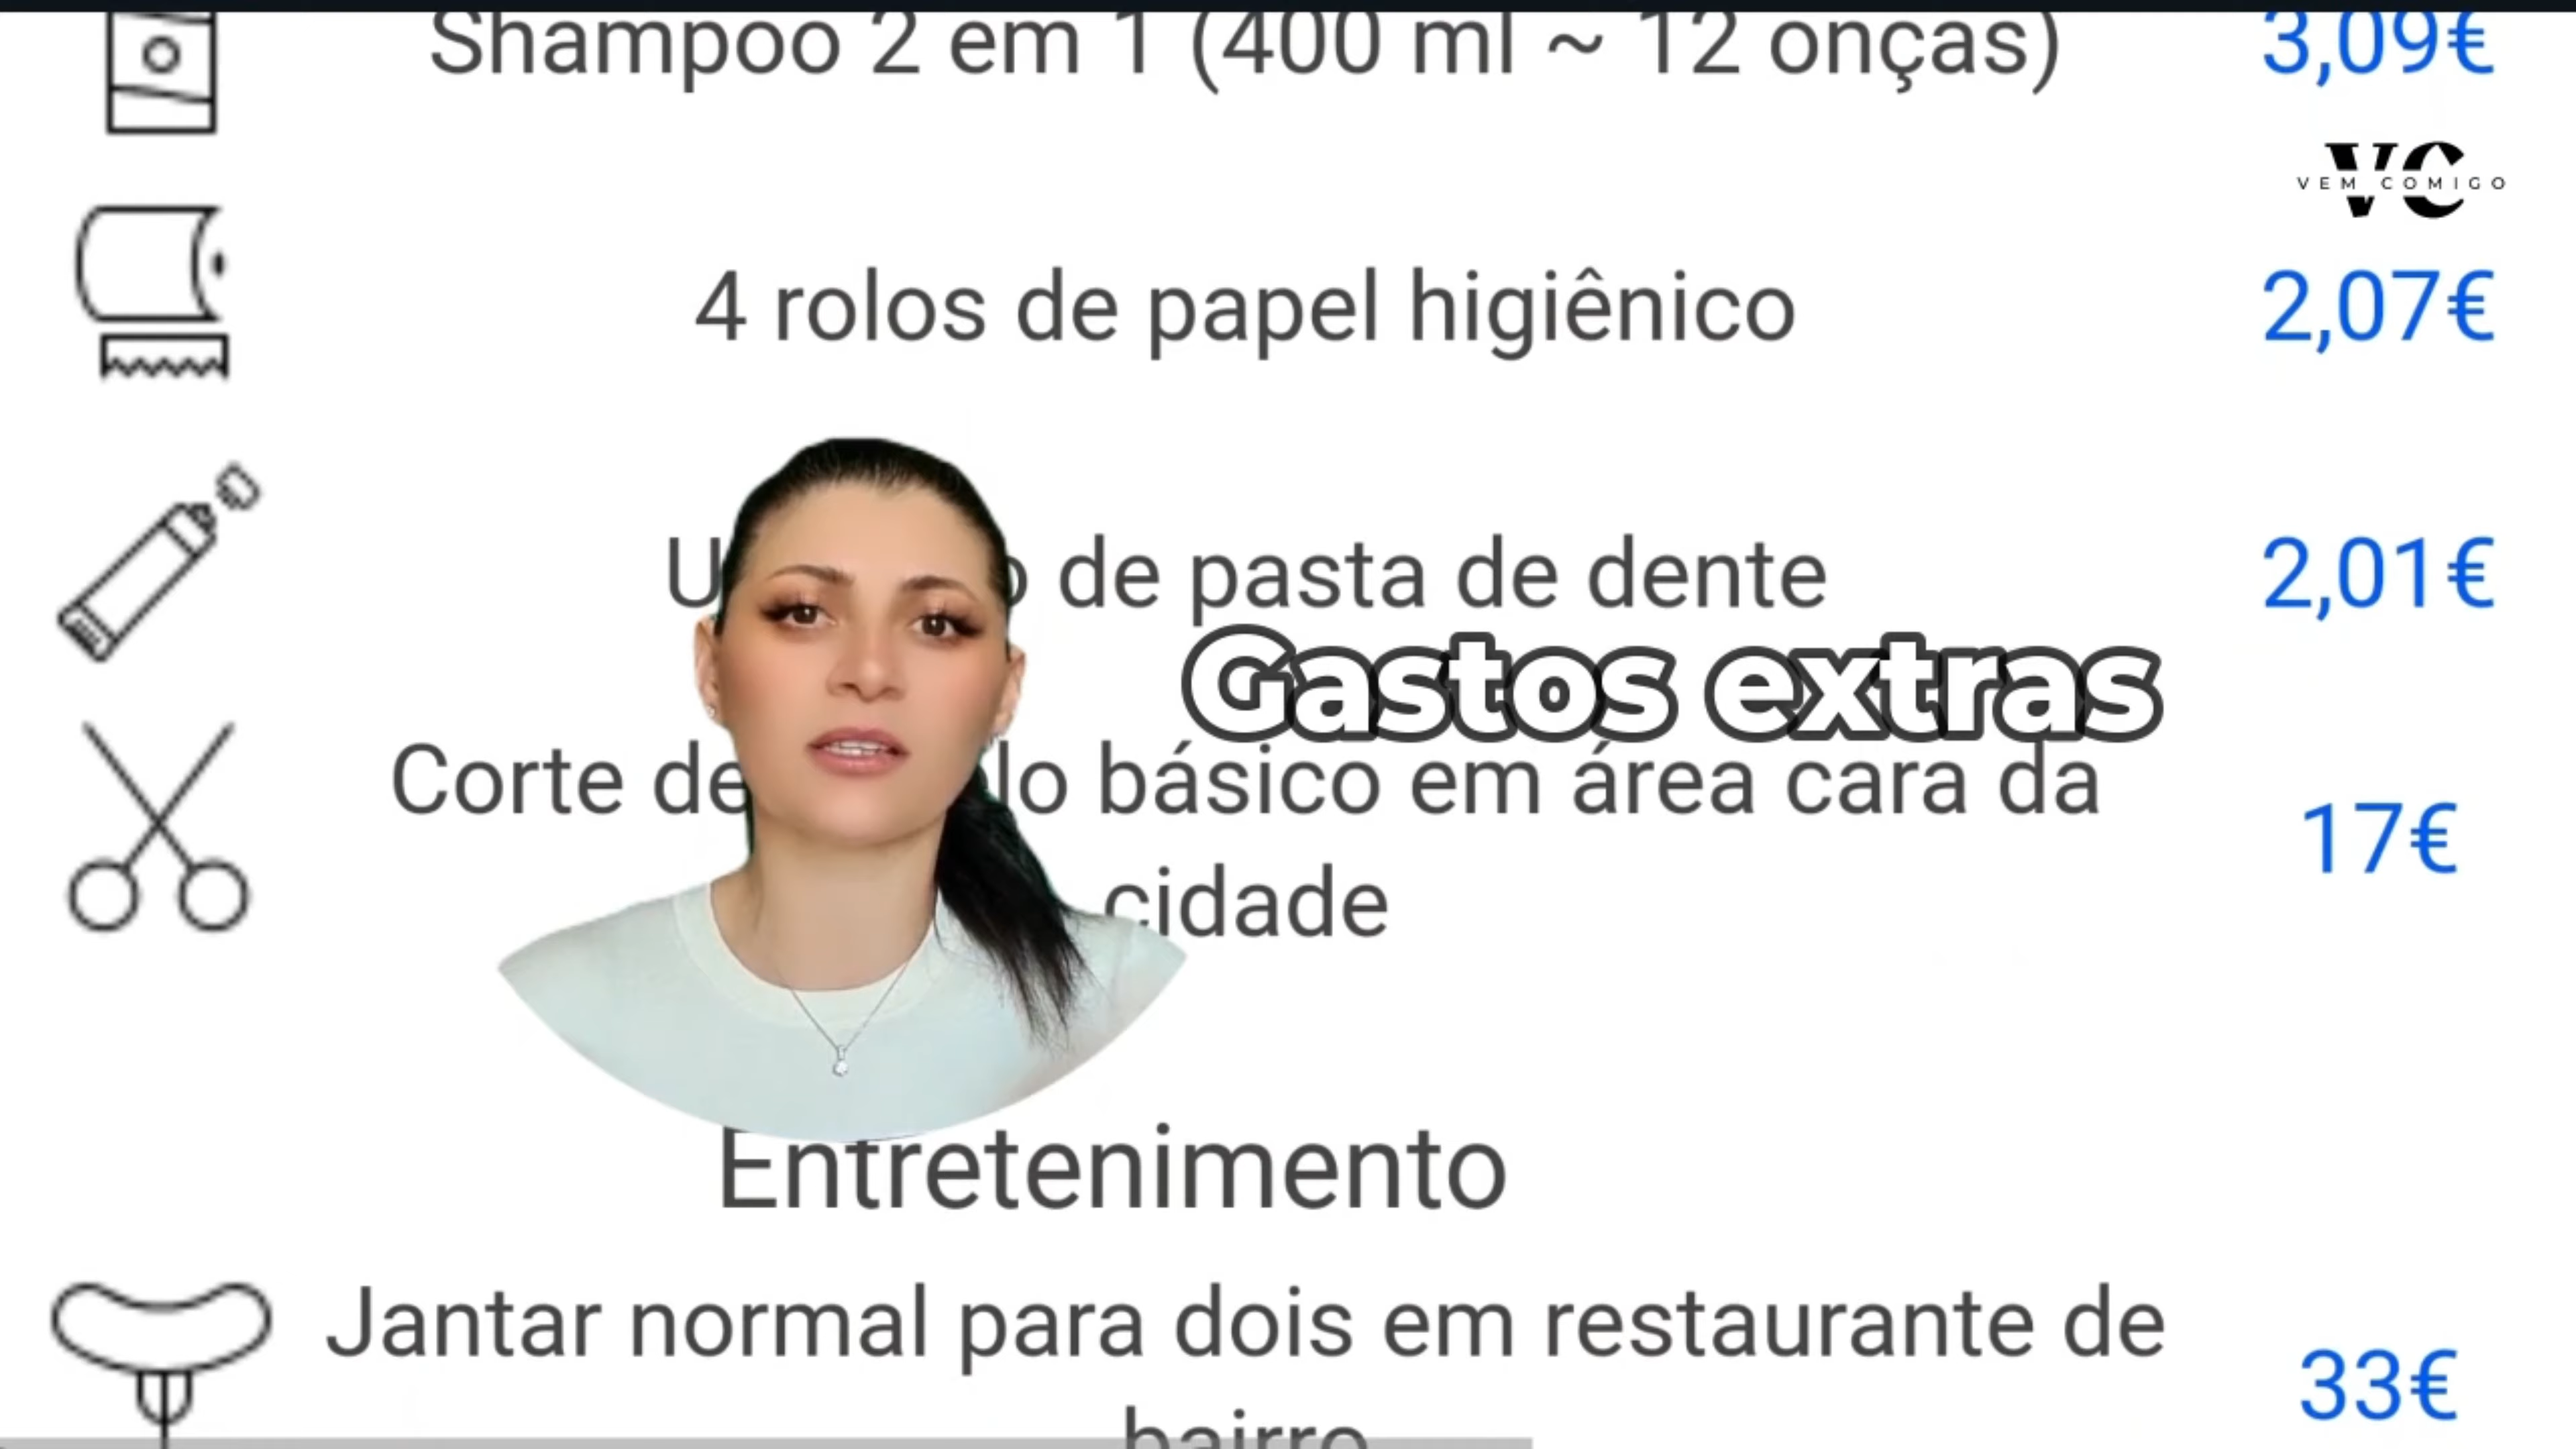 Shampoo 2 em 1 (400 ml ~ 12 onças) 3,09€
VC
VEM COMIGO
4 rolos de papel higiênico 2,07€
de pasta de dente 2,01€
Gastos extras
Corte de básico em área cara da
cidade 17€
Entretenimento
Jantar normal para dois em restaurante de
bairro 33€